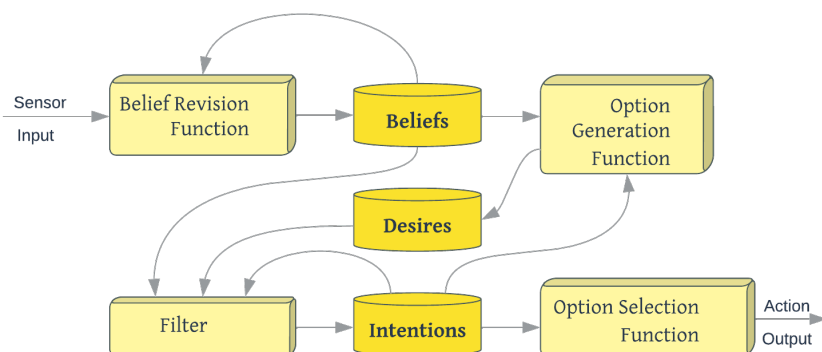 Sensor
Input
Belief Revision
Function
Beliefs
Option
Generation
Function
Desires
Filter
Intentions
Option Selection
Function
Action
Output